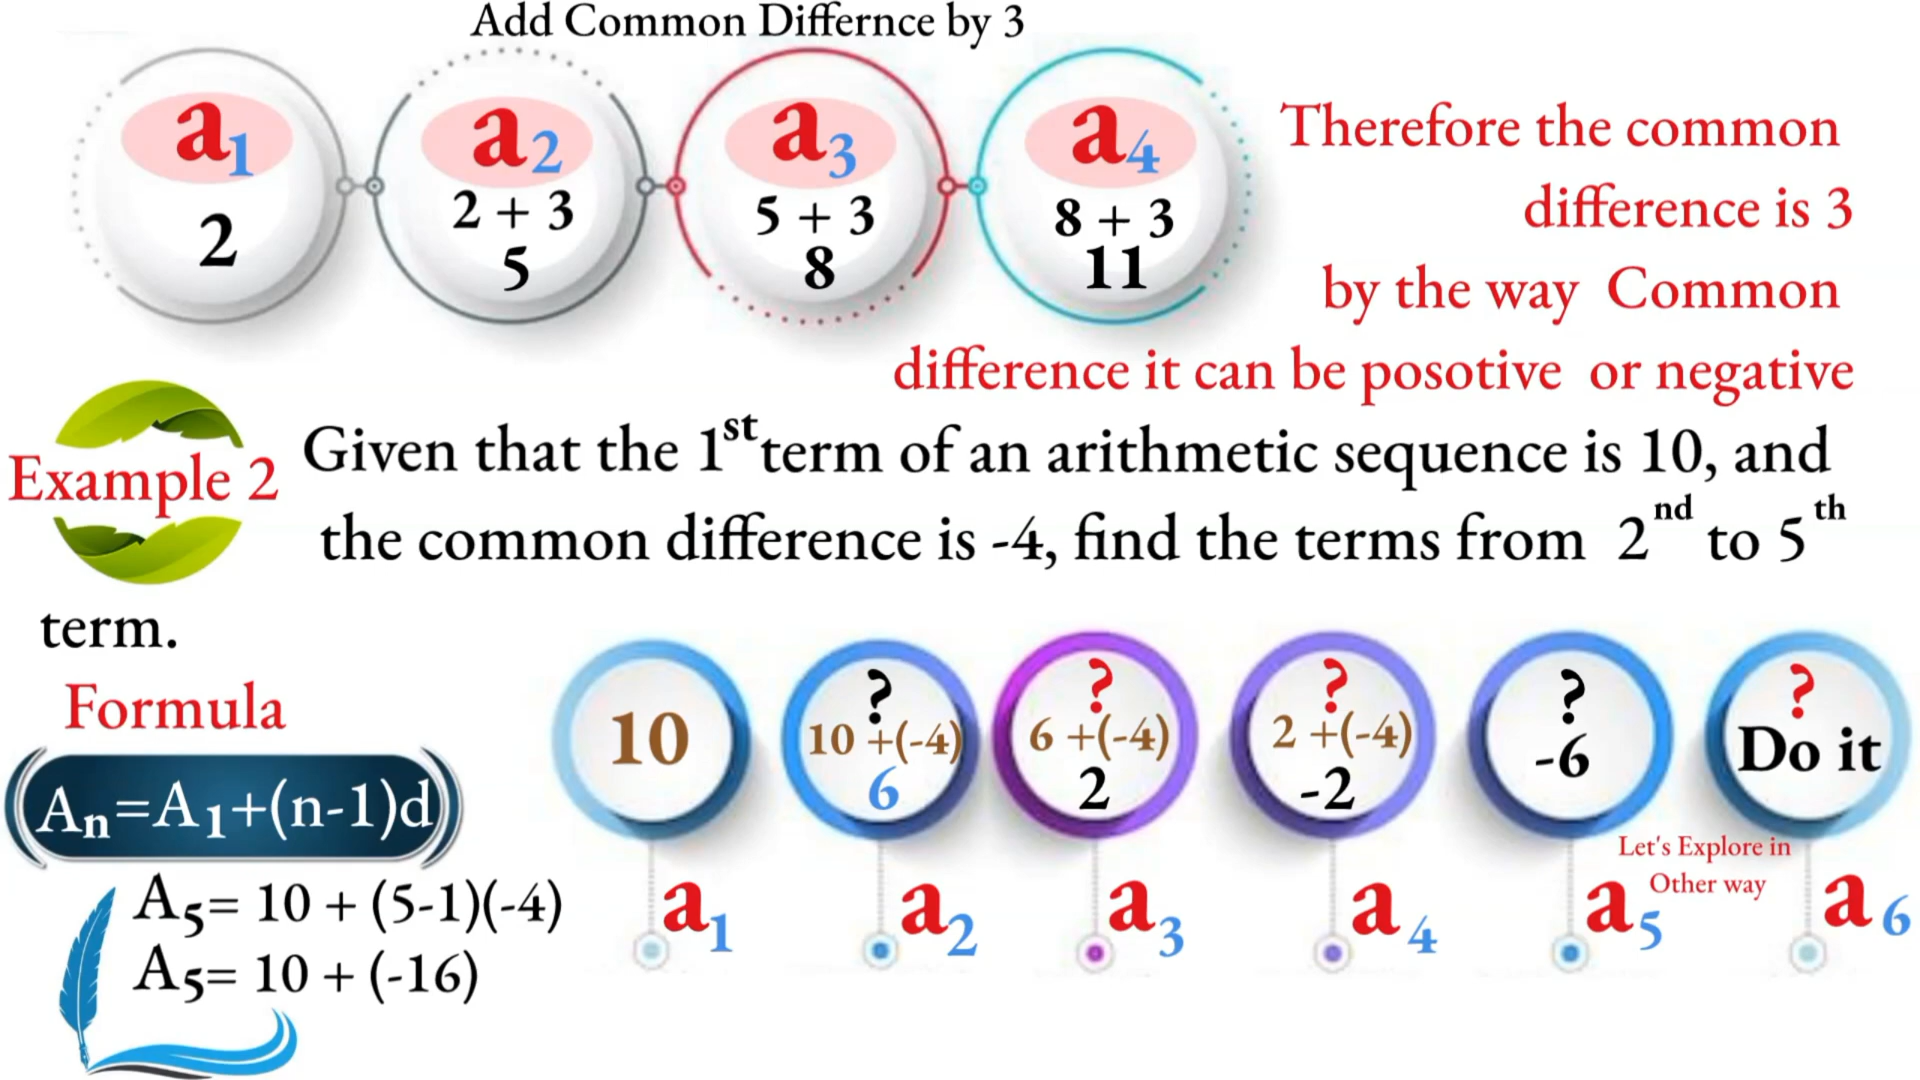 Add Common Differnce by 3
a1 a2 a3 a4
2
2 + 3
5
5 + 3
8
8 + 3
11
Therefore the common
difference is 3
by the way Common
difference it can be posotive or negative
Example 2
Given that the 1st term of an arithmetic sequence is 10, and
the common difference is -4, find the terms from 2nd to 5th
term.
Formula
An=A1+(n-1)d
A5= 10 + (5-1)(-4)
A5= 10 + (-16)
10
?
10 +(-4)
6
?
6 +(-4)
2
?
2 +(-4)
-2
?
-6
?
Do it
Let's Explore in
Other way
a1 a2 a3 a4 a5 a6